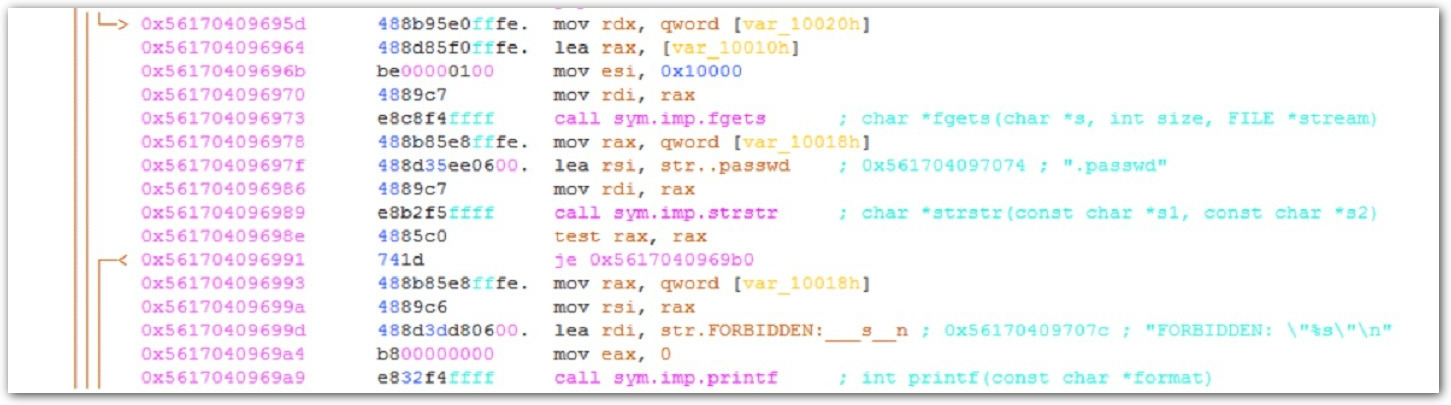 0x56170409695d 488b95e0fffe. mov rdx, qword [var_10020h]
0x561704096964 488d85f0fffe. lea rax, [var_10010h]
0x56170409696b be00000100 mov esi, 0x10000
0x561704096970 4889c7 mov rdi, rax
0x561704096973 e8c8f4ffff call sym.imp.fgets ; char *fgets(char *s, int size, FILE *stream)
0x561704096978 488b85e8fffe. mov rax, qword [var_10018h]
0x56170409697f 488d35ee0600. lea rsi, str..passwd ; 0x561704097074 ; ".passwd"
0x561704096986 4889c7 mov rdi, rax
0x561704096989 e8b2f5ffff call sym.imp.strstr ; char *strstr(const char *s1, const char *s2)
0x56170409698e 4885c0 test rax, rax
0x561704096991 741d je 0x5617040969b0
0x561704096993 488b85e8fffe. mov rax, qword [var_10018h]
0x56170409699a 4889c6 mov rsi, rax
0x56170409699d 488d3dd80600. lea rdi, str.FORBIDDEN:___s__n ; 0x56170409707c ; "FORBIDDEN: \"%s\"\n"
0x5617040969a4 b800000000 mov eax, 0
0x5617040969a9 e832f4ffff call sym.imp.printf ; int printf(const char *format)